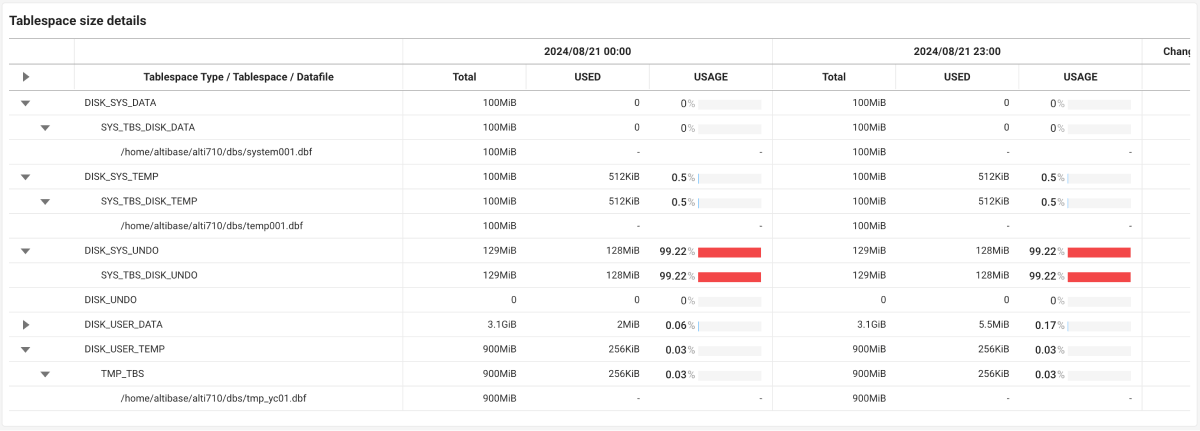 Tablespace size details
2024/08/21 00:00 2024/08/21 23:00 Chang
Tablespace Type / Tablespace / Datafile Total USED USAGE Total USED USAGE
DISK_SYS_DATA 100MiB 0 0% 100MiB 0 0%
SYS_TBS_DISK_DATA 100MiB 0 0% 100MiB 0 0%
/home/altibase/alti710/dbs/system001.dbf 100MiB - - 100MiB - -
DISK_SYS_TEMP 100MiB 512KiB 0.5% 100MiB 512KiB 0.5%
SYS_TBS_DISK_TEMP 100MiB 512KiB 0.5% 100MiB 512KiB 0.5%
/home/altibase/alti710/dbs/temp001.dbf 100MiB - - 100MiB - -
DISK_SYS_UNDO 129MiB 128MiB 99.22% 129MiB 128MiB 99.22%
SYS_TBS_DISK_UNDO 129MiB 128MiB 99.22% 129MiB 128MiB 99.22%
DISK_UNDO 0 0 0% 0 0 0%
DISK_USER_DATA 3.1GiB 2MiB 0.06% 3.1GiB 5.5MiB 0.17%
DISK_USER_TEMP 900MiB 256KiB 0.03% 900MiB 256KiB 0.03%
TMP_TBS 900MiB 256KiB 0.03% 900MiB 256KiB 0.03%
/home/altibase/alti710/dbs/tmp_yc01.dbf 900MiB - - 900MiB - -